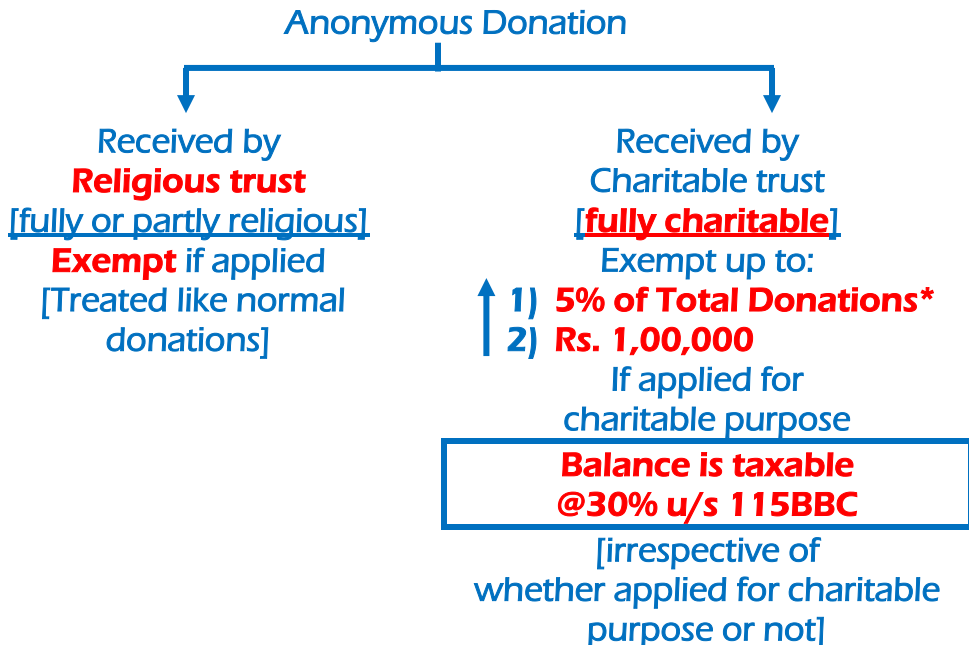 Anonymous Donation
Received by
Religious trust
[fully or partly religious]
Exempt if applied
[Treated like normal
donations]
Received by
Charitable trust
[fully charitable]
Exempt up to:
1) 5% of Total Donations*
2) Rs. 1,00,000
If applied for
charitable purpose
Balance is taxable
@30% u/s 115BBC
[irrespective of
whether applied for charitable
purpose or not]